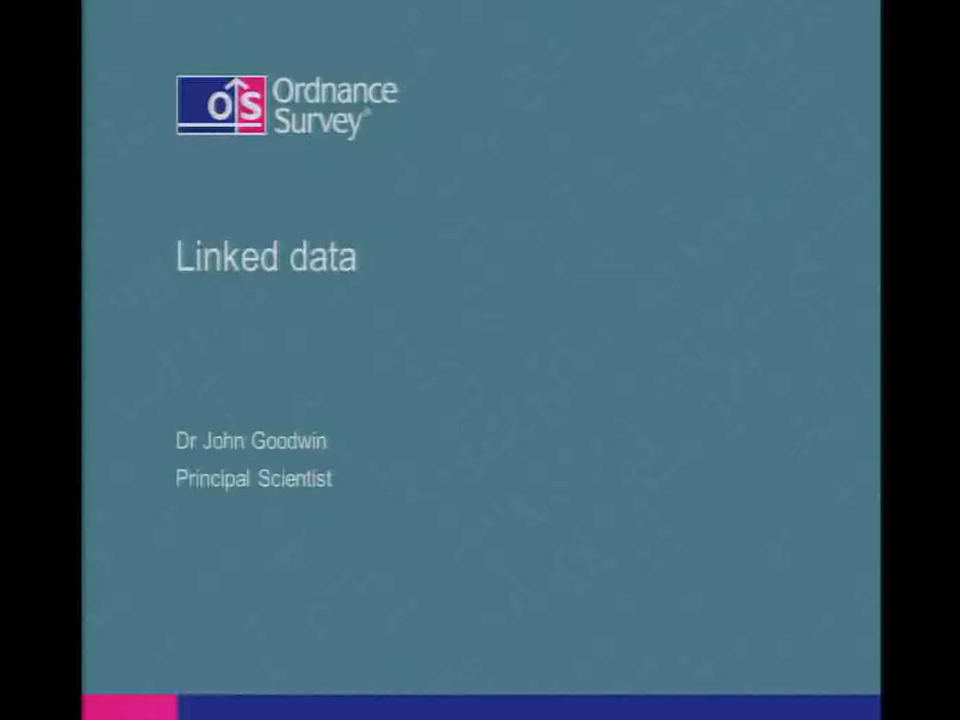 OS Ordnance
Survey®
Linked data
Dr John Goodwin
Principal Scientist